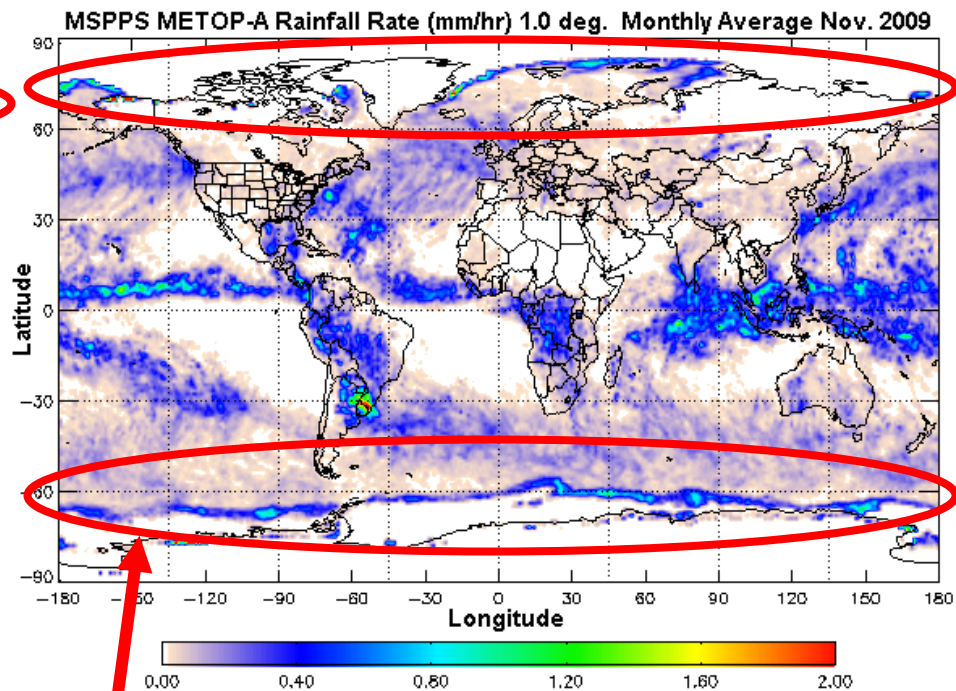 MSPPS METOP-A Rainfall Rate (mm/hr) 1.0 deg. Monthly Average Nov. 2009
90
60
30
0
−30
−60
−90
Latitude
−180 −150 −120 −90 −60 −30 0 30 60 90 120 150 180
Longitude
0.00 0.40 0.80 1.20 1.60 2.00